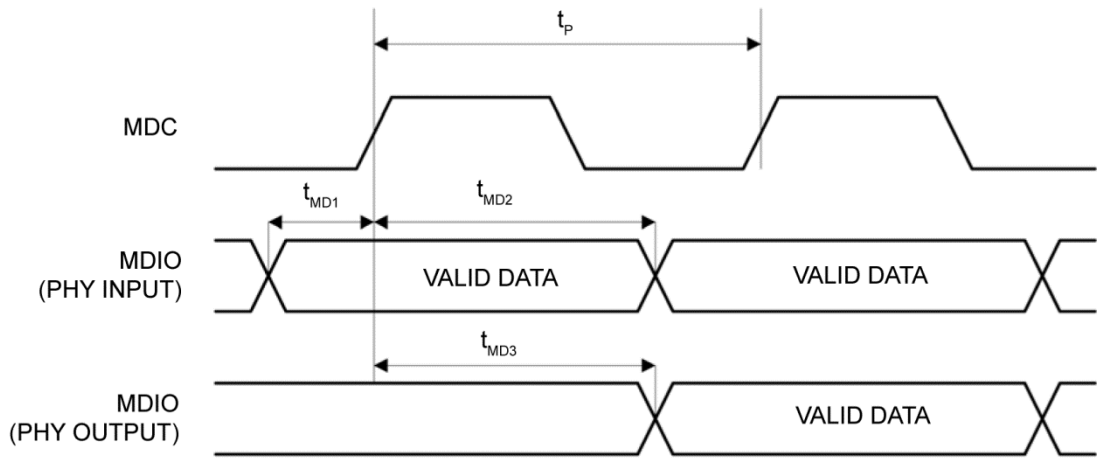 tP
MDC
tMD1
tMD2
MDIO
(PHY INPUT)
VALID DATA
VALID DATA
tMD3
MDIO
(PHY OUTPUT)
VALID DATA